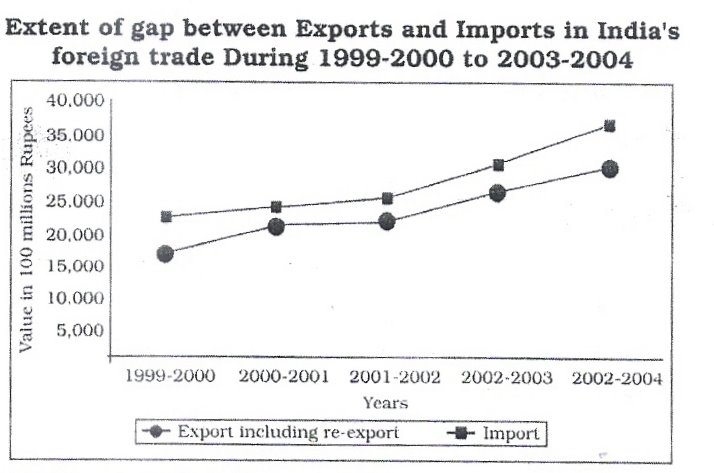 Extent of gap between Exports and Imports in India's
foreign trade During 1999-2000 to 2003-2004
Value in 100 millions Rupees
40,000
35.000
30,000
25.000
20,000
15,000
10.000
5,000
1999-2000 2000-2001 2001-2002 2002-2003 2002-2004
Years
Export including re-export Import